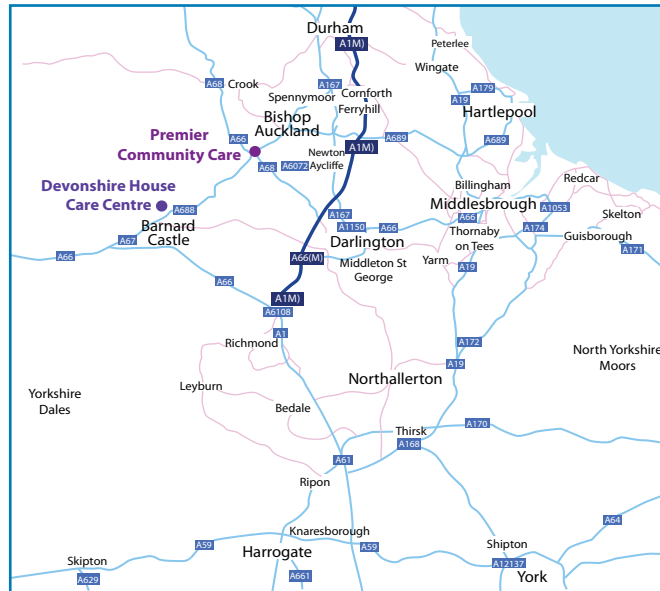 Durham
A1M)
Peterlee
Wingate
A68
Crook
A167
Cornforth
A179
Spennymoor
A19
Ferryhill
Hartlepool
Bishop
Auckland
Premier
Community Care
A66
A689
A689
A1M)
Newton
Aycliffe
A68
A6072
Devonshire House
Care Centre
A688
Billingham
Redcar
Middlesbrough
A1053
Skelton
A66
A167
A1150
A66
Thornaby
on Tees
A174
Guisborough
A171
Barnard
Castle
A67
A66
Darlington
A66(M)
Middleton St
George
Yarm
A19
A66
A1M)
A6108
A1
Richmond
A172
North Yorkshire
Moors
A19
Yorkshire
Dales
Leyburn
Northallerton
Bedale
Thirsk
A170
A168
A61
Ripon
A64
Knaresborough
A59
Harrogate
A59
Shipton
Skipton
A629
A661
A12137
York